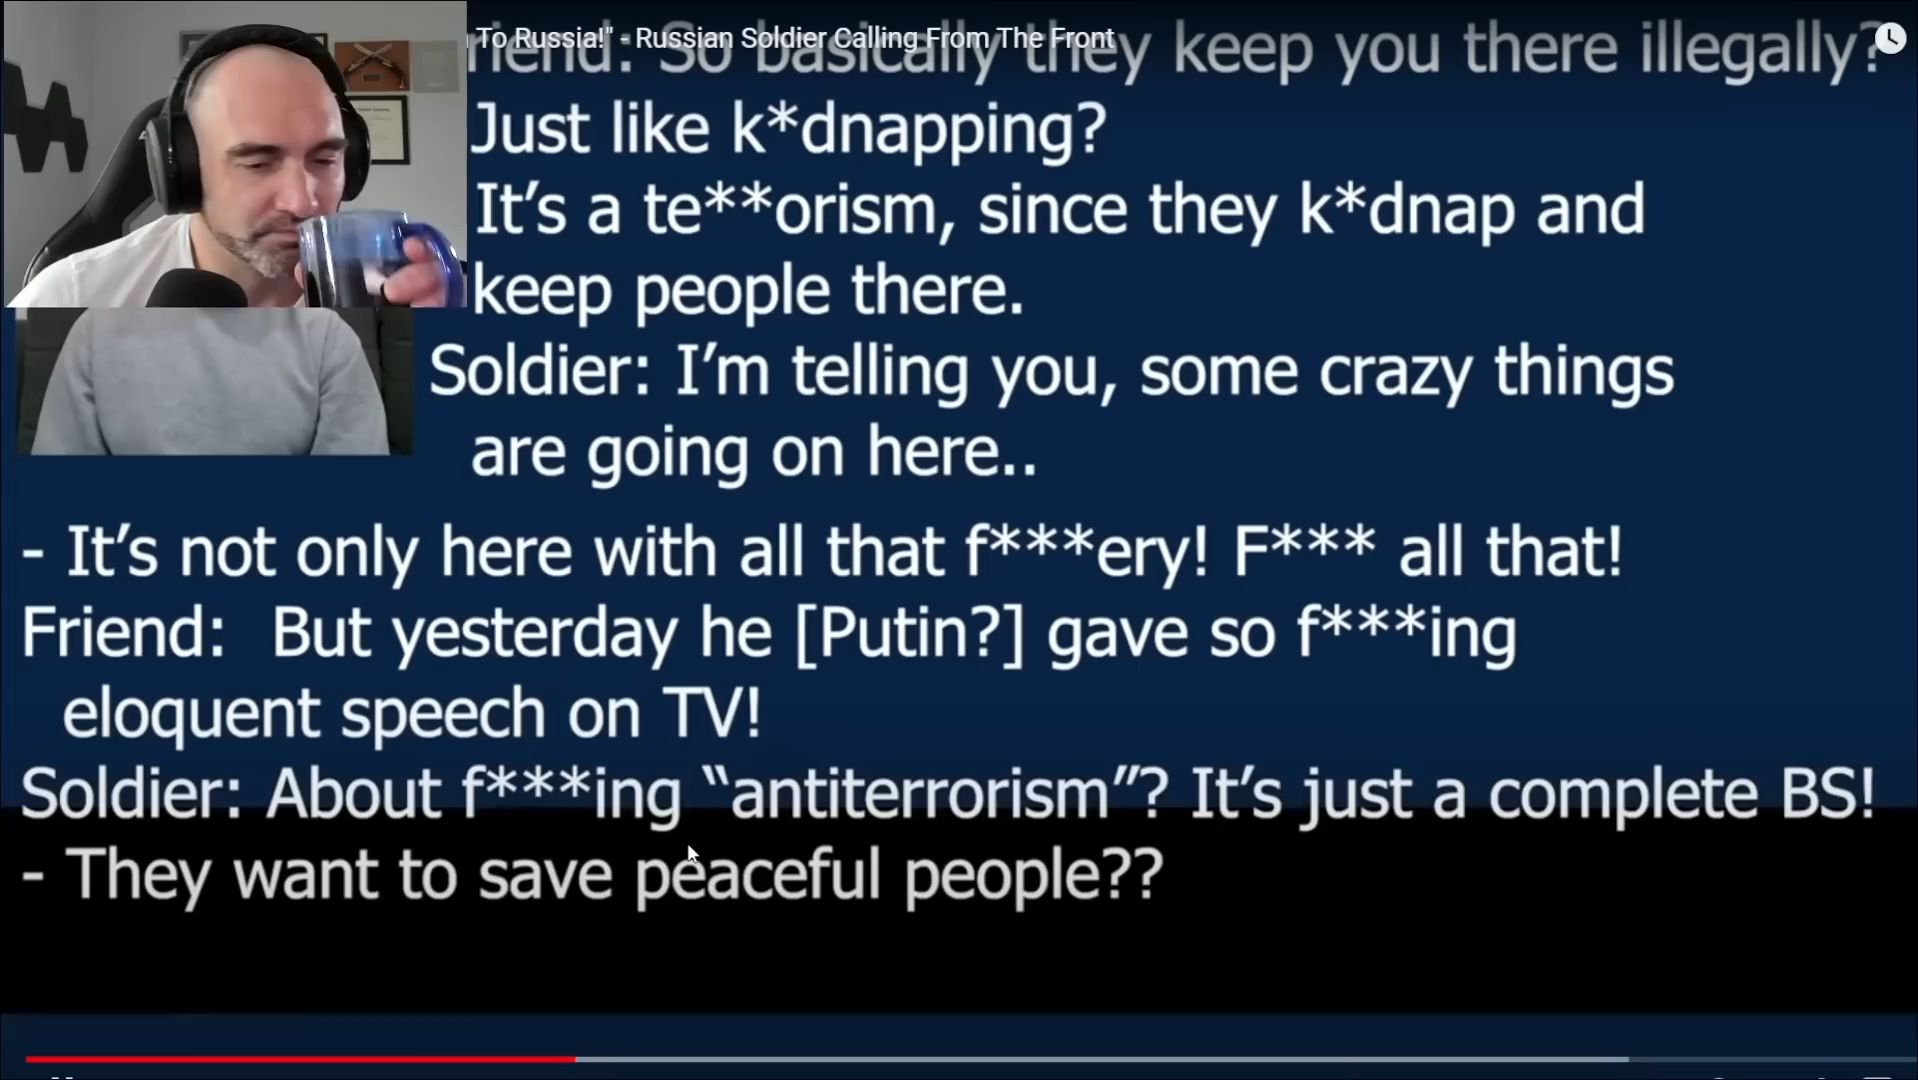 To Russia!" - Russian Soldier Calling From The Front
riend: So basically they keep you there illegally?
Just like k*dnapping?
It's a te**orism, since they k*dnap and
keep people there.
Soldier: I'm telling you, some crazy things
are going on here..
- It's not only here with all that f***ery! F*** all that!
Friend: But yesterday he [Putin?] gave so f***ing
eloquent speech on TV!
Soldier: About f***ing “antiterrorism”? It's just a complete BS!
- They want to save peaceful people??